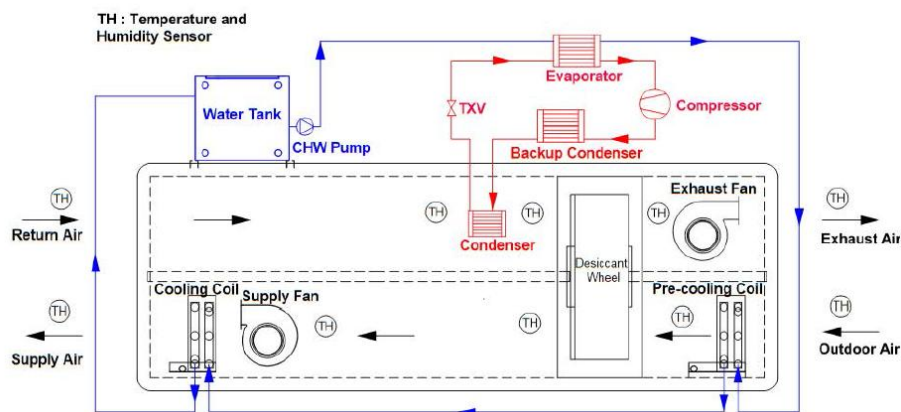 TH : Temperature and
Humidity Sensor
Evaporator
TXV
Compressor
Water Tank
CHW Pump
Backup Condenser
TH
Return Air
TH
TH
Condenser
TH
Exhaust Fan
TH
Exhaust Air
Desiccant
Wheel
Cooling Coil
Supply Fan
Pre-cooling Coil
TH
Supply Air
TH
TH
TH
TH
Outdoor Air